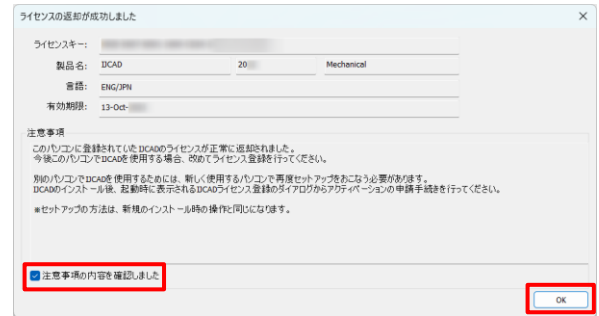 ライセンスの返却が成功しました
ライセンスキー:
製品名: DCAD 20 Mechanical
言語: ENG/JPN
有効期限: 13-Oct-
注意事項
このパソコンに登録されていたDCADのライセンスが正常に返却されました。
今後このパソコンでDCADを使用する場合、改めてライセンス登録を行ってください。
別のパソコンでDCADを使用するためには、新しく使用するパソコンで再度セットアップをおこなう必要があります。
DCADのインストール後、起動時に表示されるDCADライセンス登録のダイアログからアクティベーションの申請手続きを行ってください。
※セットアップの方法は、新規のインストール時の操作と同じになります。
注意事項の内容を確認しました
OK